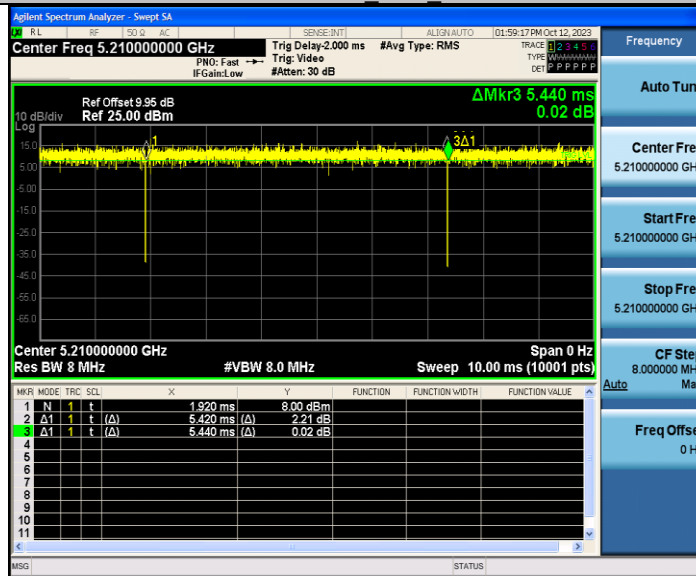 Agilent Spectrum Analyzer - Swept SA
RL RF 50 Ω AC SENSE:INT ALIGN AUTO 01:59:17 PM Oct 12, 2023
Center Freq 5.210000000 GHz
PNO: Fast
IFGain:Low
Trig Delay-2.000 ms
Trig: Video
#Atten: 30 dB
#Avg Type: RMS
TRACE 1 2 3 4 5 6
TYPE
DET P P P P P P
Frequency
Auto Tun
Center Fre
5.210000000 GH
Start Fre
5.210000000 GH
Stop Fre
5.210000000 GH
CF Ste
8.000000 MH
Auto Ma
Freq Offse
0 H
ΔMkr3 5.440 ms
0.02 dB
Ref Offset 9.95 dB
10 dB/div Ref 25.00 dBm
Log
15.0
5.00
-5.00
-15.0
-25.0
-35.0
-45.0
-55.0
-65.0
1
3Δ1
Center 5.210000000 GHz Span 0 Hz
Res BW 8 MHz #VBW 8.0 MHz Sweep 10.00 ms (10001 pts)
MKR MODE TRC SCL X Y FUNCTION FUNCTION WIDTH FUNCTION VALUE
1 N 1 t 1.920 ms 8.00 dBm
2 Δ1 1 t (Δ) 5.420 ms (Δ) 2.21 dB
3 Δ1 1 t (Δ) 5.440 ms (Δ) 0.02 dB
4
5
6
7
8
9
10
11
MSG STATUS